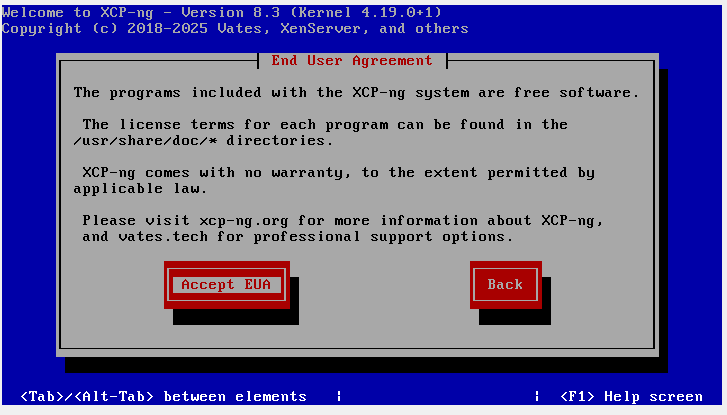 Welcome to XCP-ng - Version 8.3 (Kernel 4.19.0+1)
Copyright (c) 2018-2025 Vates, XenServer, and others
End User Agreement
The programs included with the XCP-ng system are free software.
The license terms for each program can be found in the
/usr/share/doc/* directories.
XCP-ng comes with no warranty, to the extent permitted by
applicable law.
Please visit xcp-ng.org for more information about XCP-ng,
and vates.tech for professional support options.
Accept EUA Back
<Tab>/<Alt-Tab> between elements | | <F1> Help screen